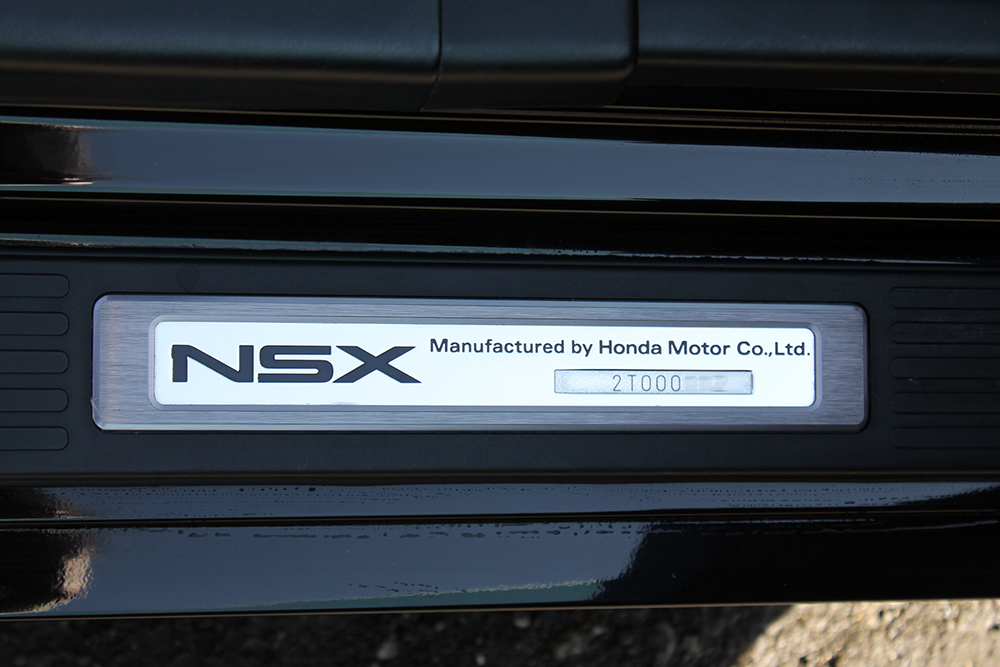 NSX
Manufactured by Honda Motor Co.,Ltd.
2T000